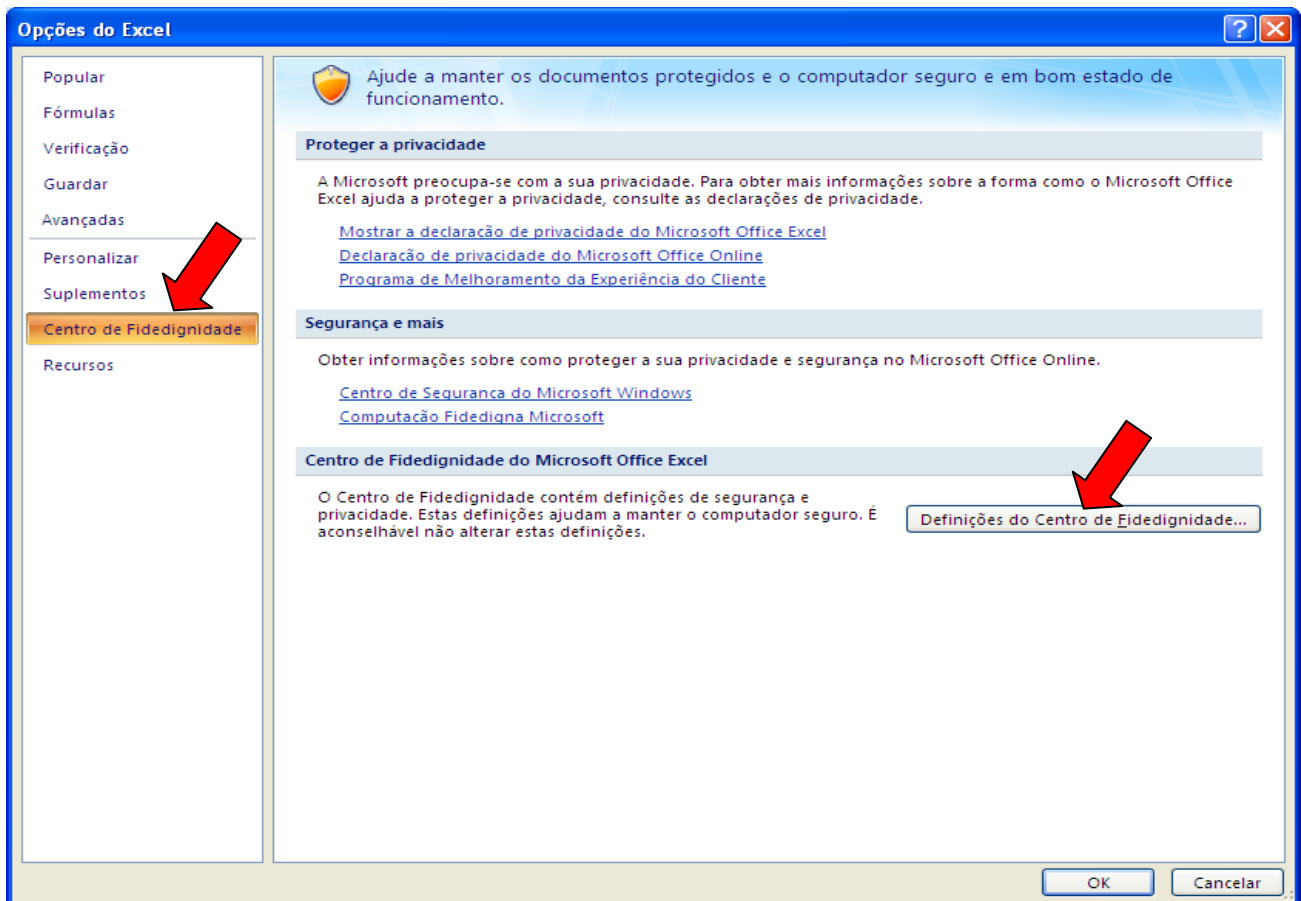 Opções do Excel
Popular
Fórmulas
Verificação
Guardar
Avançadas
Personalizar
Suplementos
Centro de Fidedignidade
Recursos
Ajude a manter os documentos protegidos e o computador seguro e em bom estado de
funcionamento.
Proteger a privacidade
A Microsoft preocupa-se com a sua privacidade. Para obter mais informações sobre a forma como o Microsoft Office
Excel ajuda a proteger a privacidade, consulte as declarações de privacidade.
Mostrar a declaração de privacidade do Microsoft Office Excel
Declaração de privacidade do Microsoft Office Online
Programa de Melhoramento da Experiência do Cliente
Segurança e mais
Obter informações sobre como proteger a sua privacidade e segurança no Microsoft Office Online.
Centro de Segurança do Microsoft Windows
Computação Fidedigna Microsoft
Centro de Fidedignidade do Microsoft Office Excel
O Centro de Fidedignidade contém definições de segurança e
privacidade. Estas definições ajudam a manter o computador seguro. É
aconselhável não alterar estas definições.
Definições do Centro de Fidedignidade...
OK
Cancelar